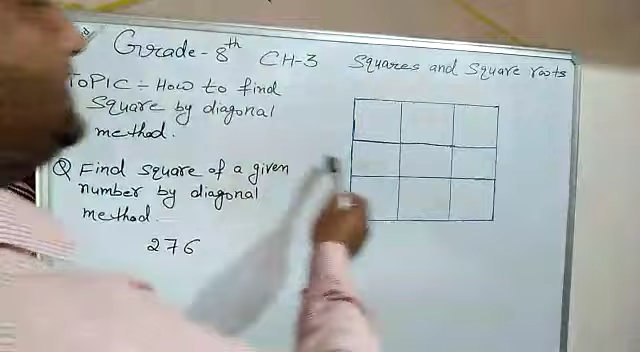 Grade - 8th CH-3 Squares and Square roots
TOPIC ÷ How to find
Square by diagonal
method.
Q Find square of a given
number by diagonal
method.
276